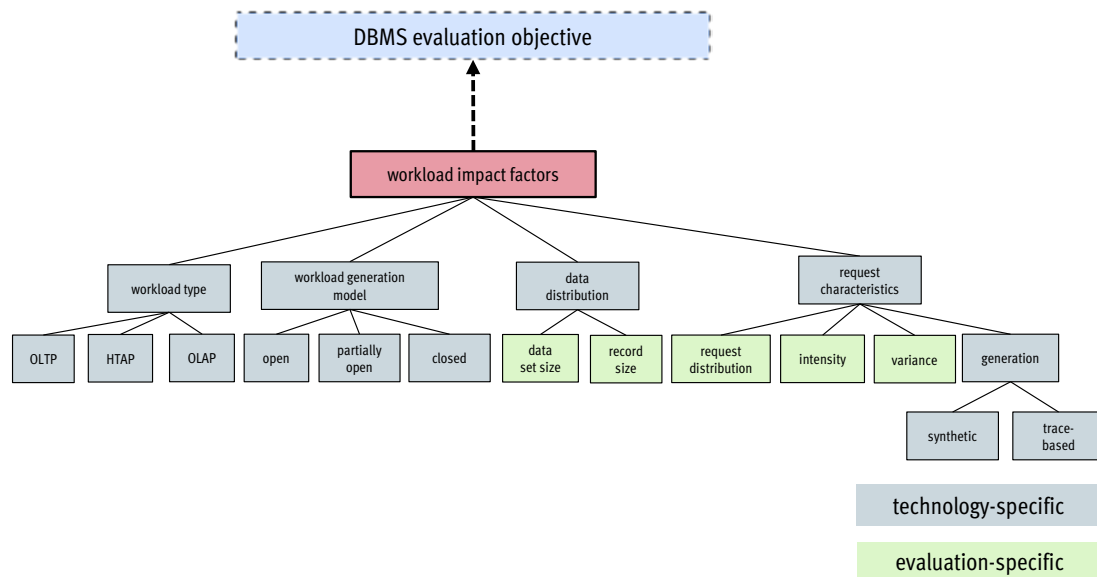 DBMS evaluation objective
workload impact factors
workload type
workload generation
model
data
distribution
request
characteristics
OLTP
HTAP
OLAP
open
partially
open
closed
data
set size
record
size
request
distribution
intensity
variance
generation
synthetic
trace-
based
technology-specific
evaluation-specific